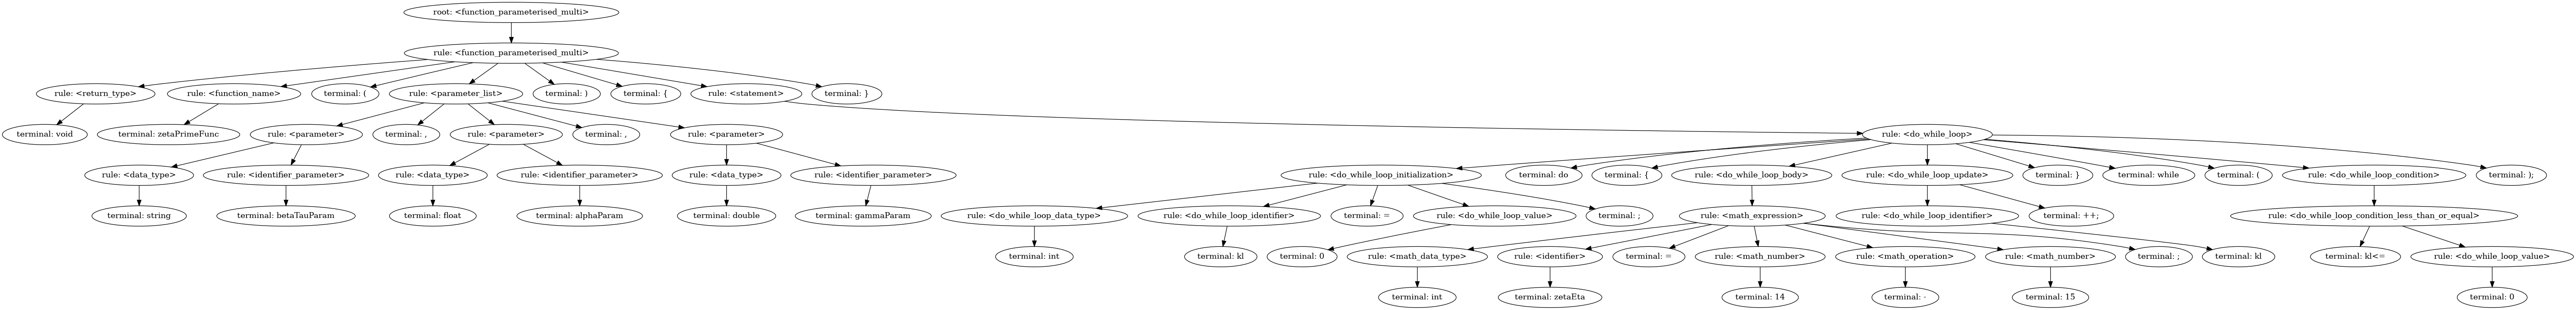 root: <function_parameterised_multi>
rule: <function_parameterised_multi>
rule: <return_type>
rule: <function_name>
terminal: (
rule: <parameter_list>
terminal: )
terminal: {
rule: <statement>
terminal: }
terminal: void
terminal: zetaPrimeFunc
rule: <parameter>
terminal: ,
rule: <parameter>
terminal: ,
rule: <parameter>
rule: <do_while_loop>
rule: <data_type>
rule: <identifier_parameter>
rule: <data_type>
rule: <identifier_parameter>
rule: <data_type>
rule: <identifier_parameter>
rule: <do_while_loop_initialization>
terminal: do
terminal: {
rule: <do_while_loop_body>
rule: <do_while_loop_update>
terminal: }
terminal: while
terminal: (
rule: <do_while_loop_condition>
terminal: );
terminal: string
terminal: betaTauParam
terminal: float
terminal: alphaParam
terminal: double
terminal: gammaParam
rule: <do_while_loop_data_type>
rule: <do_while_loop_identifier>
terminal: =
rule: <do_while_loop_value>
terminal: ;
rule: <math_expression>
rule: <do_while_loop_identifier>
terminal: ++;
rule: <do_while_loop_condition_less_than_or_equal>
terminal: int
terminal: kl
terminal: 0
rule: <math_data_type>
rule: <identifier>
terminal: =
rule: <math_number>
rule: <math_operation>
rule: <math_number>
terminal: ;
terminal: kl
terminal: kl<=
rule: <do_while_loop_value>
terminal: int
terminal: zetaEta
terminal: 14
terminal: -
terminal: 15
terminal: 0